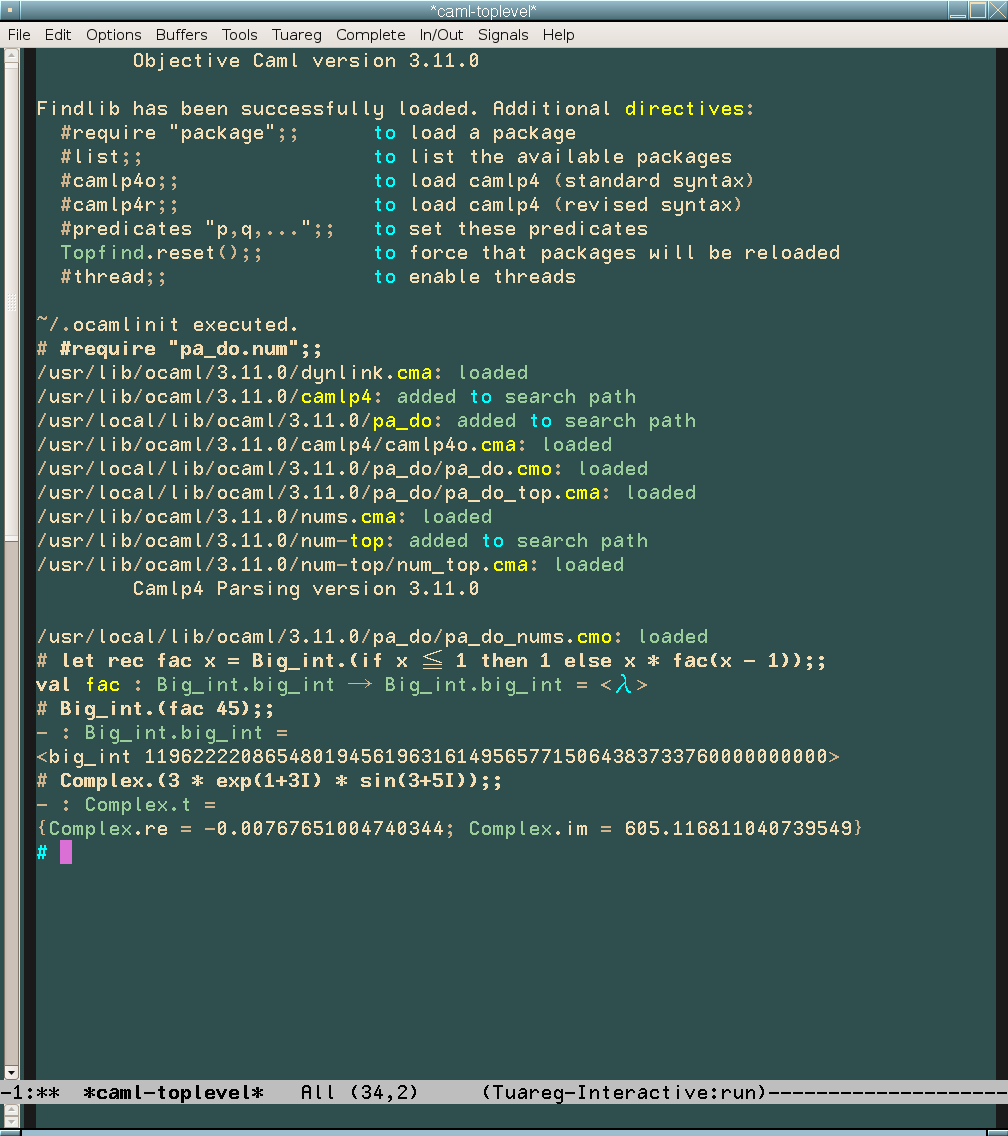 *caml-toplevel*
File Edit Options Buffers Tools Tuareg Complete In/Out Signals Help
        Objective Caml version 3.11.0
Findlib has been successfully loaded. Additional directives:
  #require "package";;      to load a package
  #list;;                   to list the available packages
  #camlp4o;;                to load camlp4 (standard syntax)
  #camlp4r;;                to load camlp4 (revised syntax)
  #predicates "p,q,...";;   to set these predicates
  Topfind.reset();;         to force that packages will be reloaded
  #thread;;                 to enable threads
~/.ocamlinit executed.
# #require "pa_do.num";;
/usr/lib/ocaml/3.11.0/dynlink.cma: loaded
/usr/lib/ocaml/3.11.0/camlp4: added to search path
/usr/local/lib/ocaml/3.11.0/pa_do: added to search path
/usr/lib/ocaml/3.11.0/camlp4/camlp4o.cma: loaded
/usr/local/lib/ocaml/3.11.0/pa_do/pa_do.cmo: loaded
/usr/local/lib/ocaml/3.11.0/pa_do/pa_do_top.cma: loaded
/usr/lib/ocaml/3.11.0/nums.cma: loaded
/usr/lib/ocaml/3.11.0/num-top: added to search path
/usr/lib/ocaml/3.11.0/num-top/num_top.cma: loaded
        Camlp4 Parsing version 3.11.0
/usr/local/lib/ocaml/3.11.0/pa_do/pa_do_nums.cmo: loaded
# let rec fac x = Big_int.(if x ≤ 1 then 1 else x * fac(x - 1));;
val fac : Big_int.big_int → Big_int.big_int = <λ>
# Big_int.(fac 45);;
- : Big_int.big_int =
<big_int 119622220865480194561963161495657715064383733760000000000>
# Complex.(3 * exp(1+3I) * sin(3+5I));;
- : Complex.t =
{Complex.re = -0.00767651004740344; Complex.im = 605.116811040739549}
#
-1:**  *caml-toplevel*   All (34,2)     (Tuareg-Interactive:run)--------------------